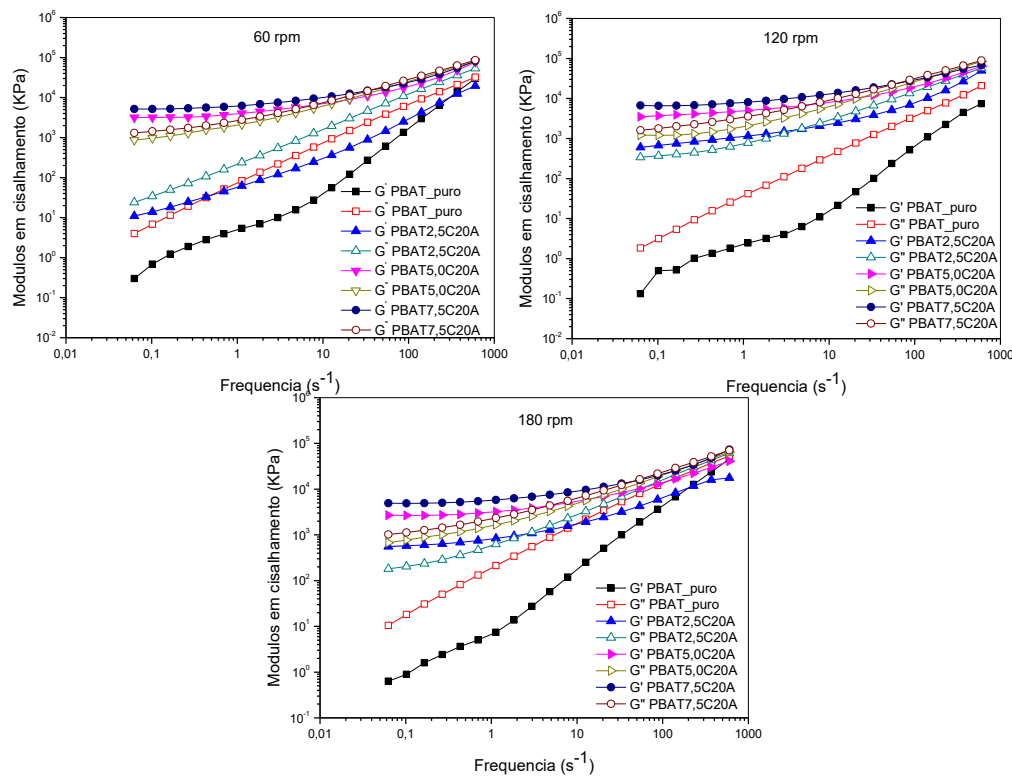 60 rpm
Modulos em cisalhamento (KPa)
10^6
10^5
10^4
10^3
10^2
10^1
10^0
10^-1
10^-2
G' PBAT_puro
G'' PBAT_puro
G' PBAT2,5C20A
G'' PBAT2,5C20A
G' PBAT5,0C20A
G'' PBAT5,0C20A
G' PBAT7,5C20A
G'' PBAT7,5C20A
0,01 0,1 1 10 100 1000
Frequencia (s^-1)
120 rpm
Modulos em cisalhamento (KPa)
10^6
10^5
10^4
10^3
10^2
10^1
10^0
10^-1
10^-2
G' PBAT_puro
G'' PBAT_puro
G' PBAT2,5C20A
G'' PBAT2,5C20A
G' PBAT5,0C20A
G'' PBAT5,0C20A
G' PBAT7,5C20A
G'' PBAT7,5C20A
0,01 0,1 1 10 100 1000
Frequencia (s^-1)
180 rpm
Modulos em cisalhamento (KPa)
10^6
10^5
10^4
10^3
10^2
10^1
10^0
10^-1
G' PBAT_puro
G'' PBAT_puro
G' PBAT2,5C20A
G'' PBAT2,5C20A
G' PBAT5,0C20A
G'' PBAT5,0C20A
G' PBAT7,5C20A
G'' PBAT7,5C20A
0,01 0,1 1 10 100 1000
Frequencia (s^-1)